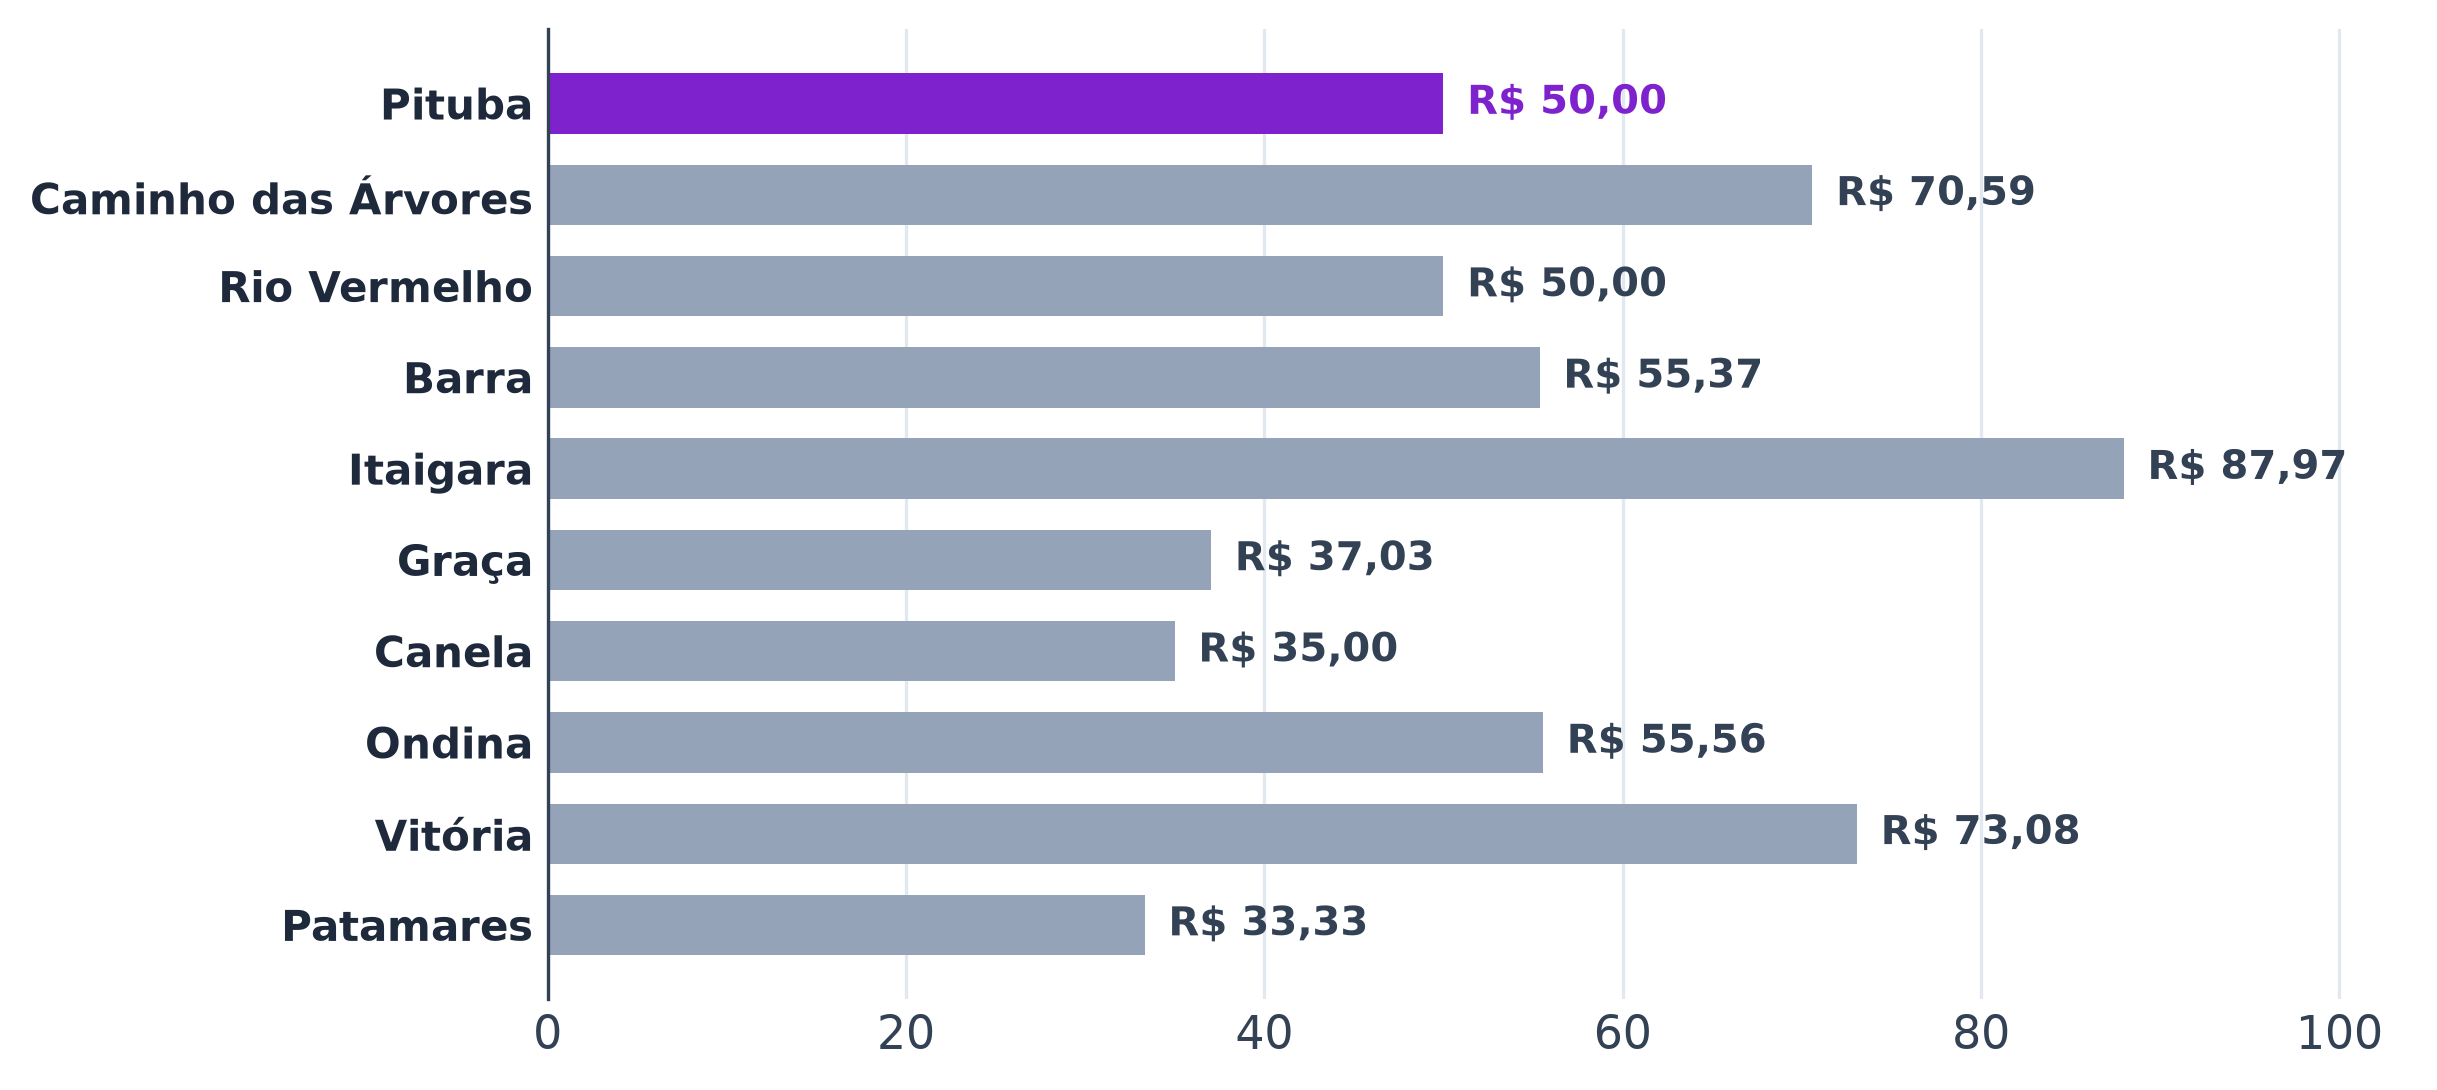 Pituba R$ 50,00
Caminho das Árvores R$ 70,59
Rio Vermelho R$ 50,00
Barra R$ 55,37
Itaigara R$ 87,97
Graça R$ 37,03
Canela R$ 35,00
Ondina R$ 55,56
Vitória R$ 73,08
Patamares R$ 33,33
0 20 40 60 80 100